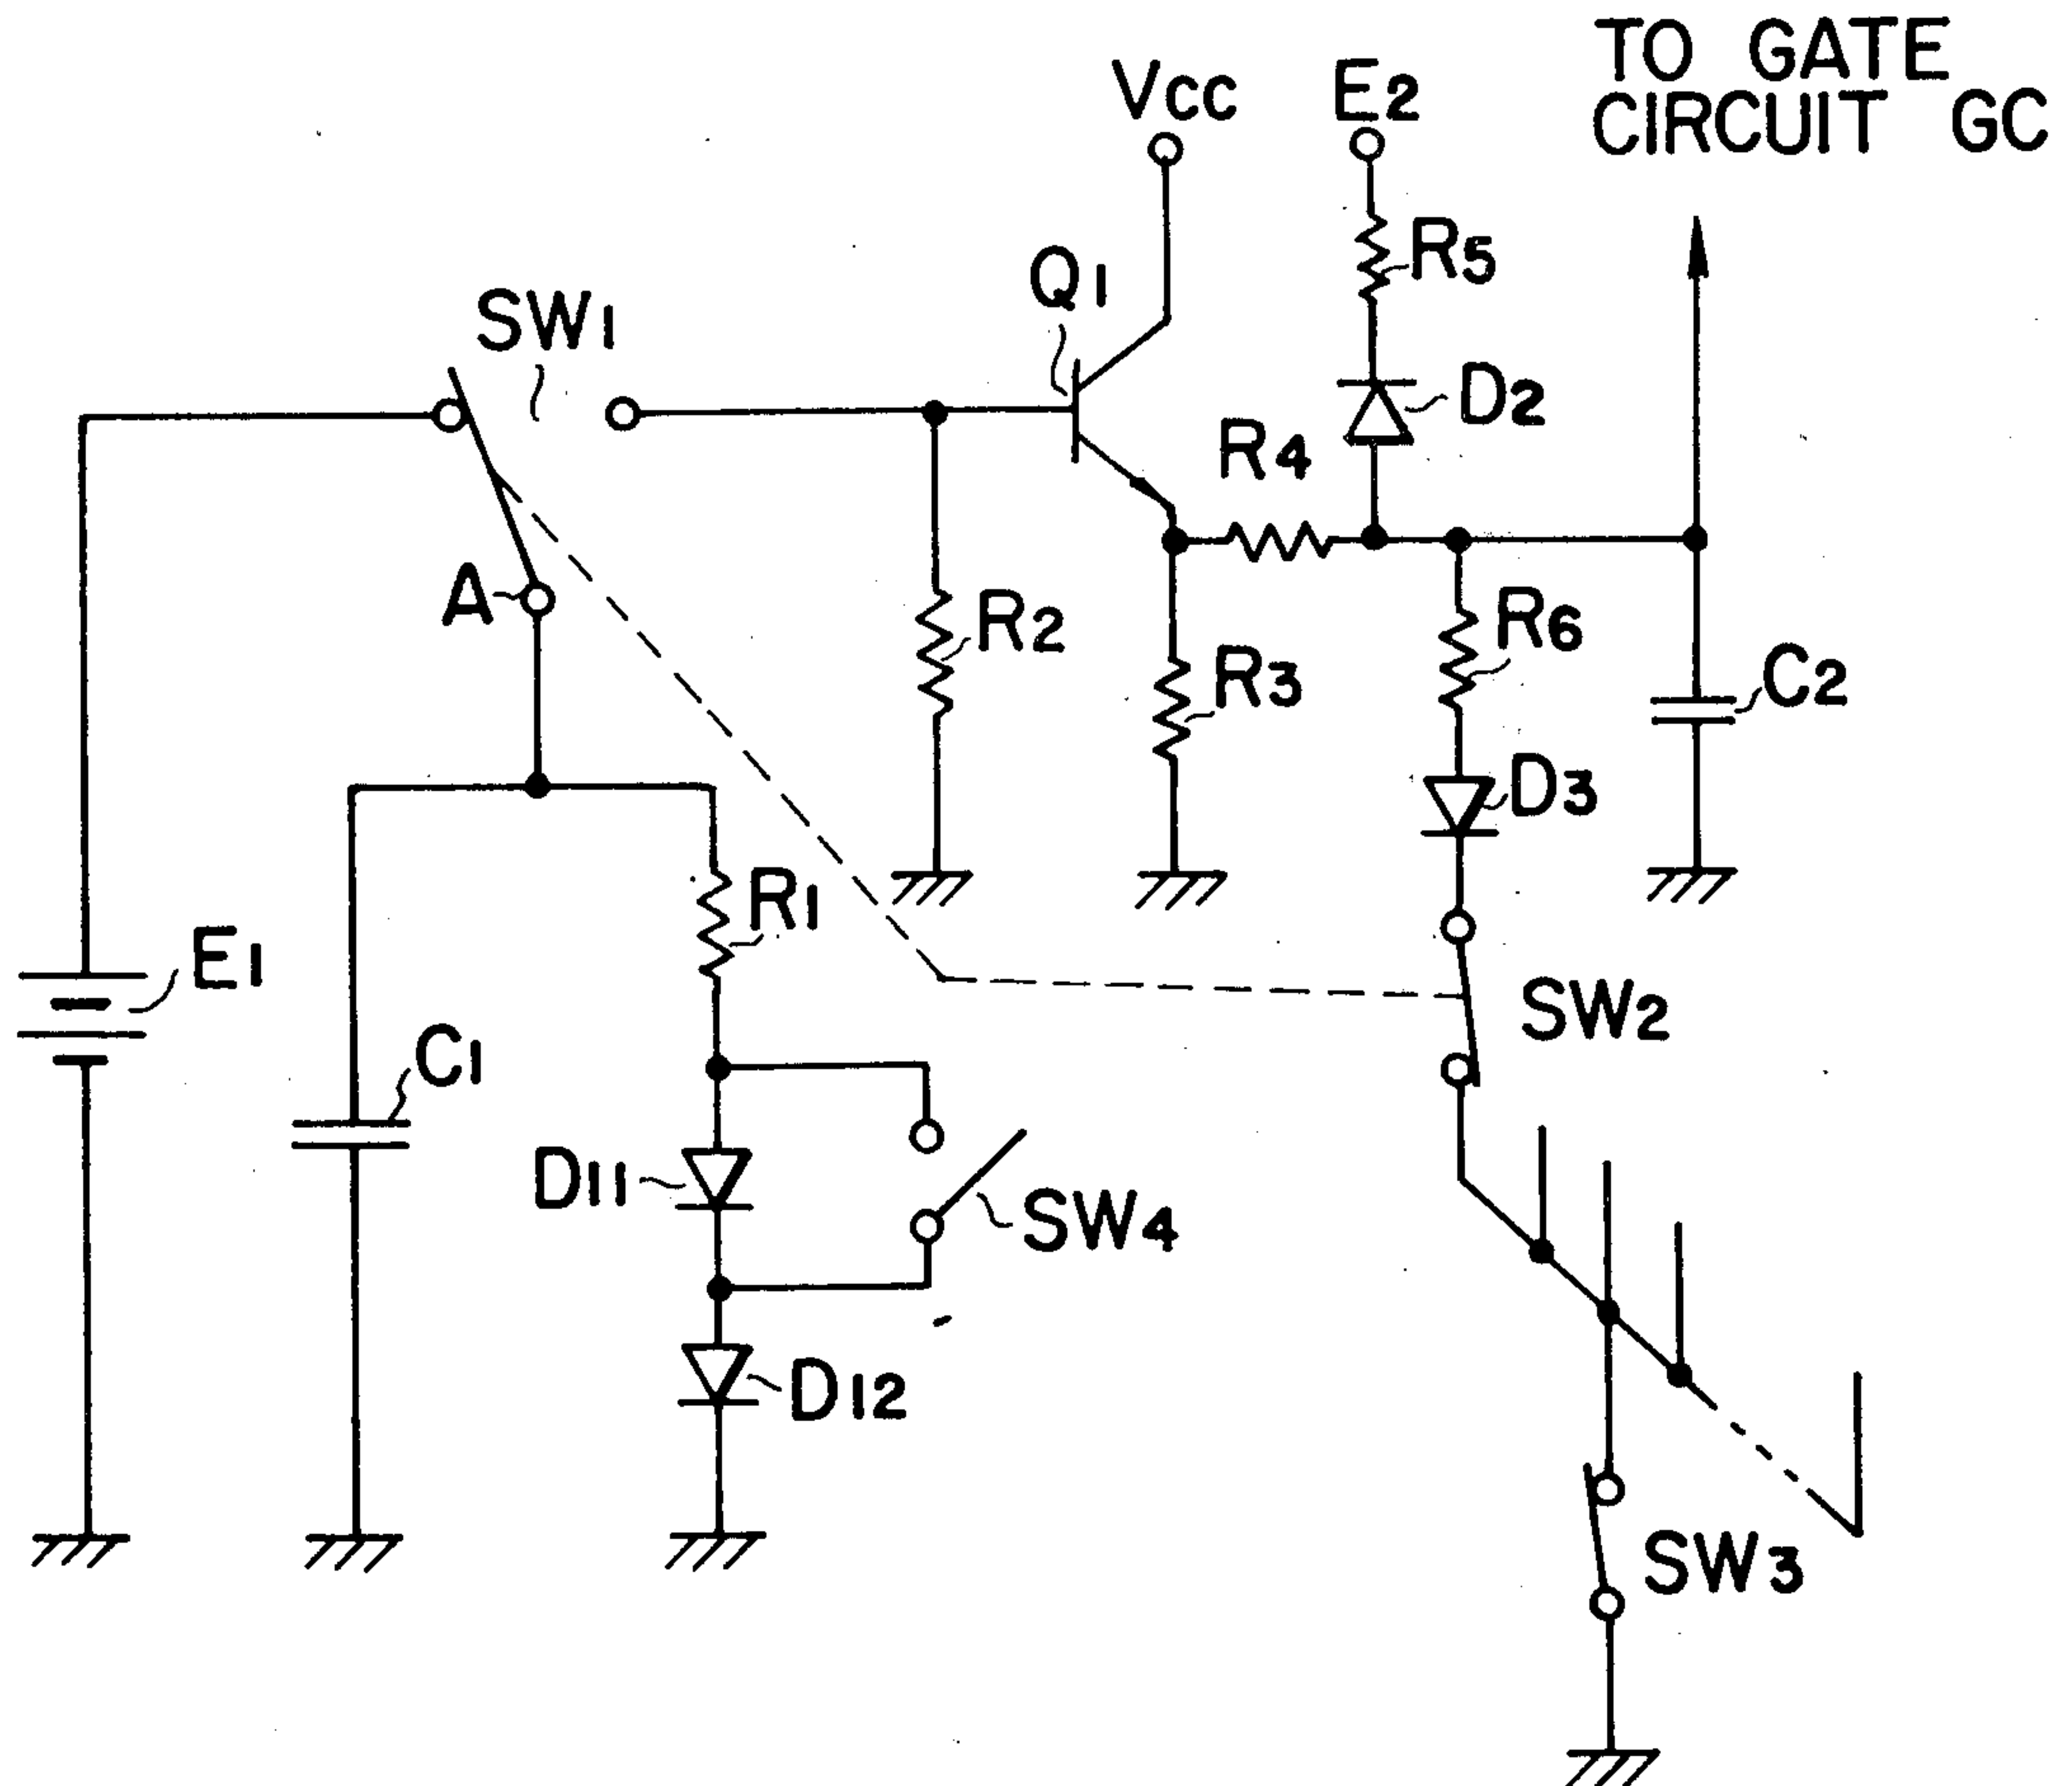 TO GATE
CIRCUIT GC
VCC
E2
R5
Q1
SW1
D2
R4
A
R2
R6
R3
C2
D3
R1
E1
SW2
C1
D11
SW4
D12
SW3